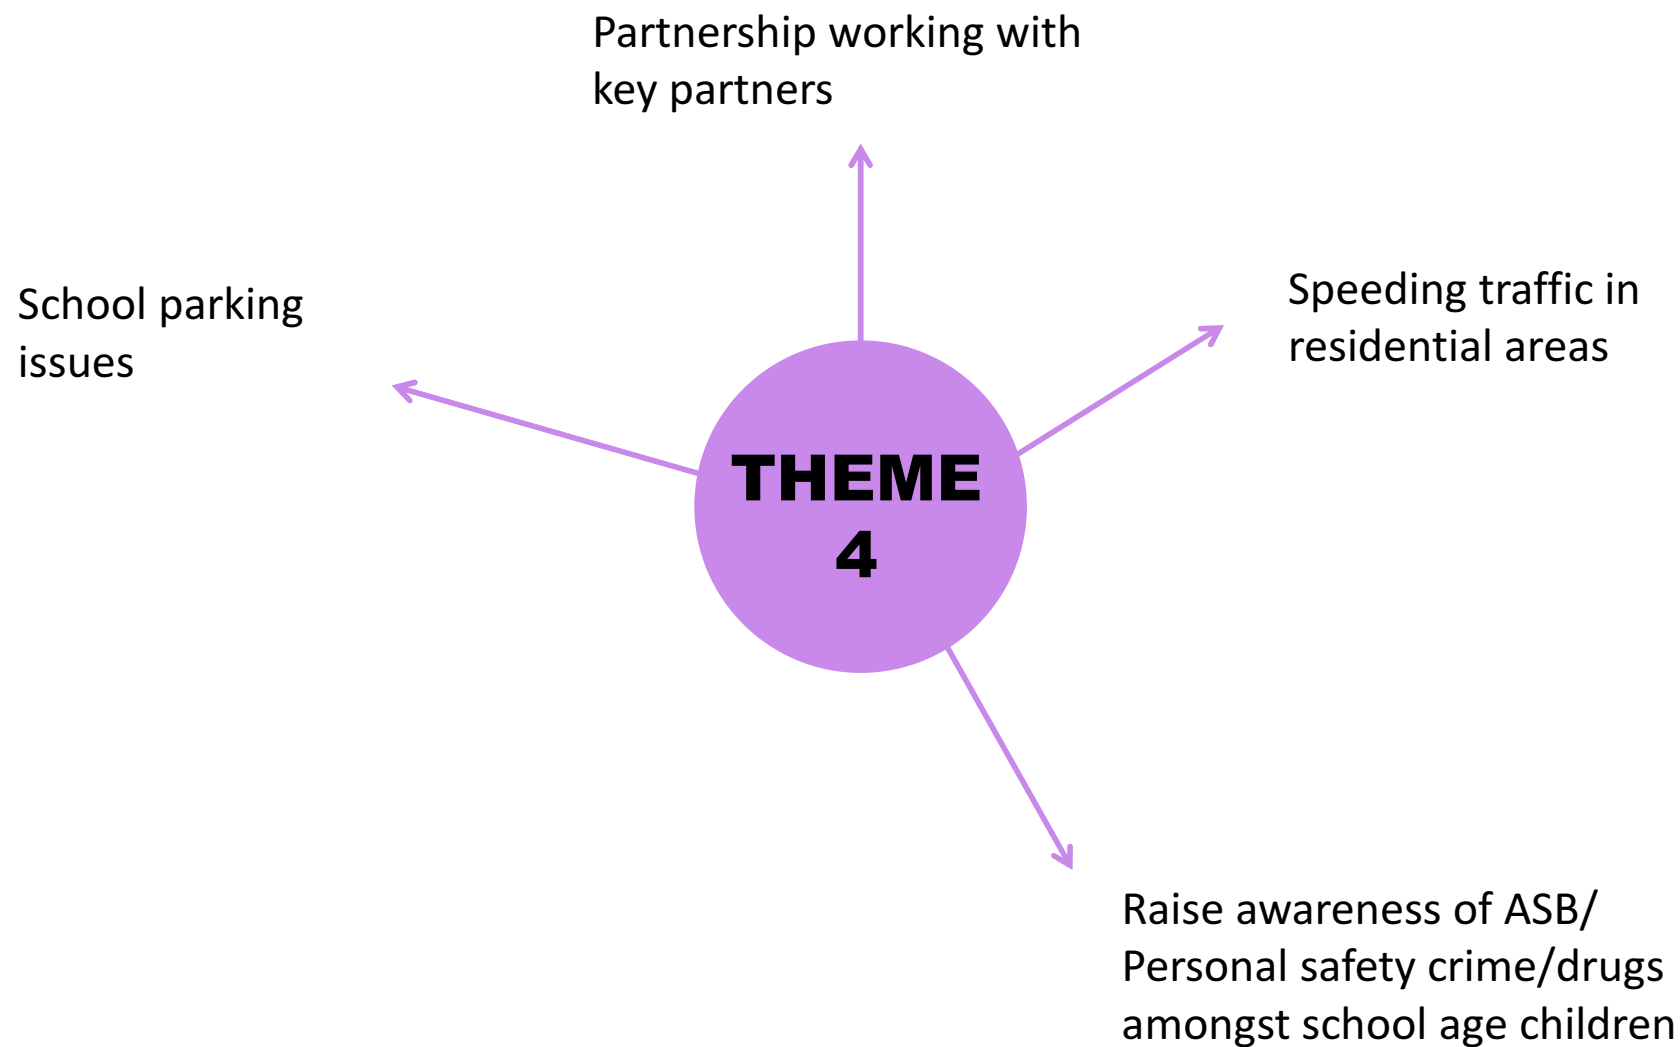 Partnership working with
key partners
School parking
issues
Speeding traffic in
residential areas
THEME
4
Raise awareness of ASB/
Personal safety crime/drugs
amongst school age children